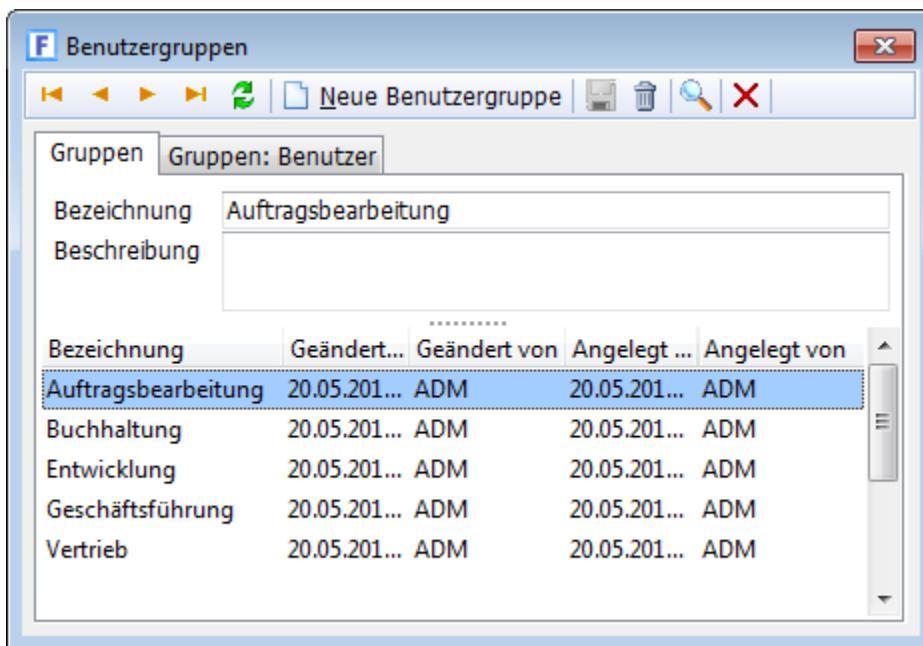 F Benutzergruppen
Neue Benutzergruppe
Gruppen Gruppen: Benutzer
Bezeichnung Auftragsbearbeitung
Beschreibung
Bezeichnung Geändert... Geändert von Angelegt ... Angelegt von
Auftragsbearbeitung 20.05.201... ADM 20.05.201... ADM
Buchhaltung 20.05.201... ADM 20.05.201... ADM
Entwicklung 20.05.201... ADM 20.05.201... ADM
Geschäftsführung 20.05.201... ADM 20.05.201... ADM
Vertrieb 20.05.201... ADM 20.05.201... ADM